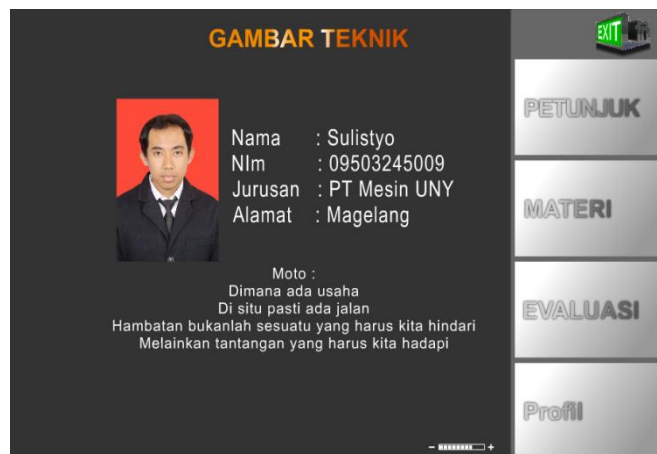 GAMBAR TEKNIK
EXIT
Nama : Sulistyo
NIm : 09503245009
Jurusan : PT Mesin UNY
Alamat : Magelang
Moto :
Dimana ada usaha
Di situ pasti ada jalan
Hambatan bukanlah sesuatu yang harus kita hindari
Melainkan tantangan yang harus kita hadapi
PETUNJUK
MATERI
EVALUASI
Profil
- +